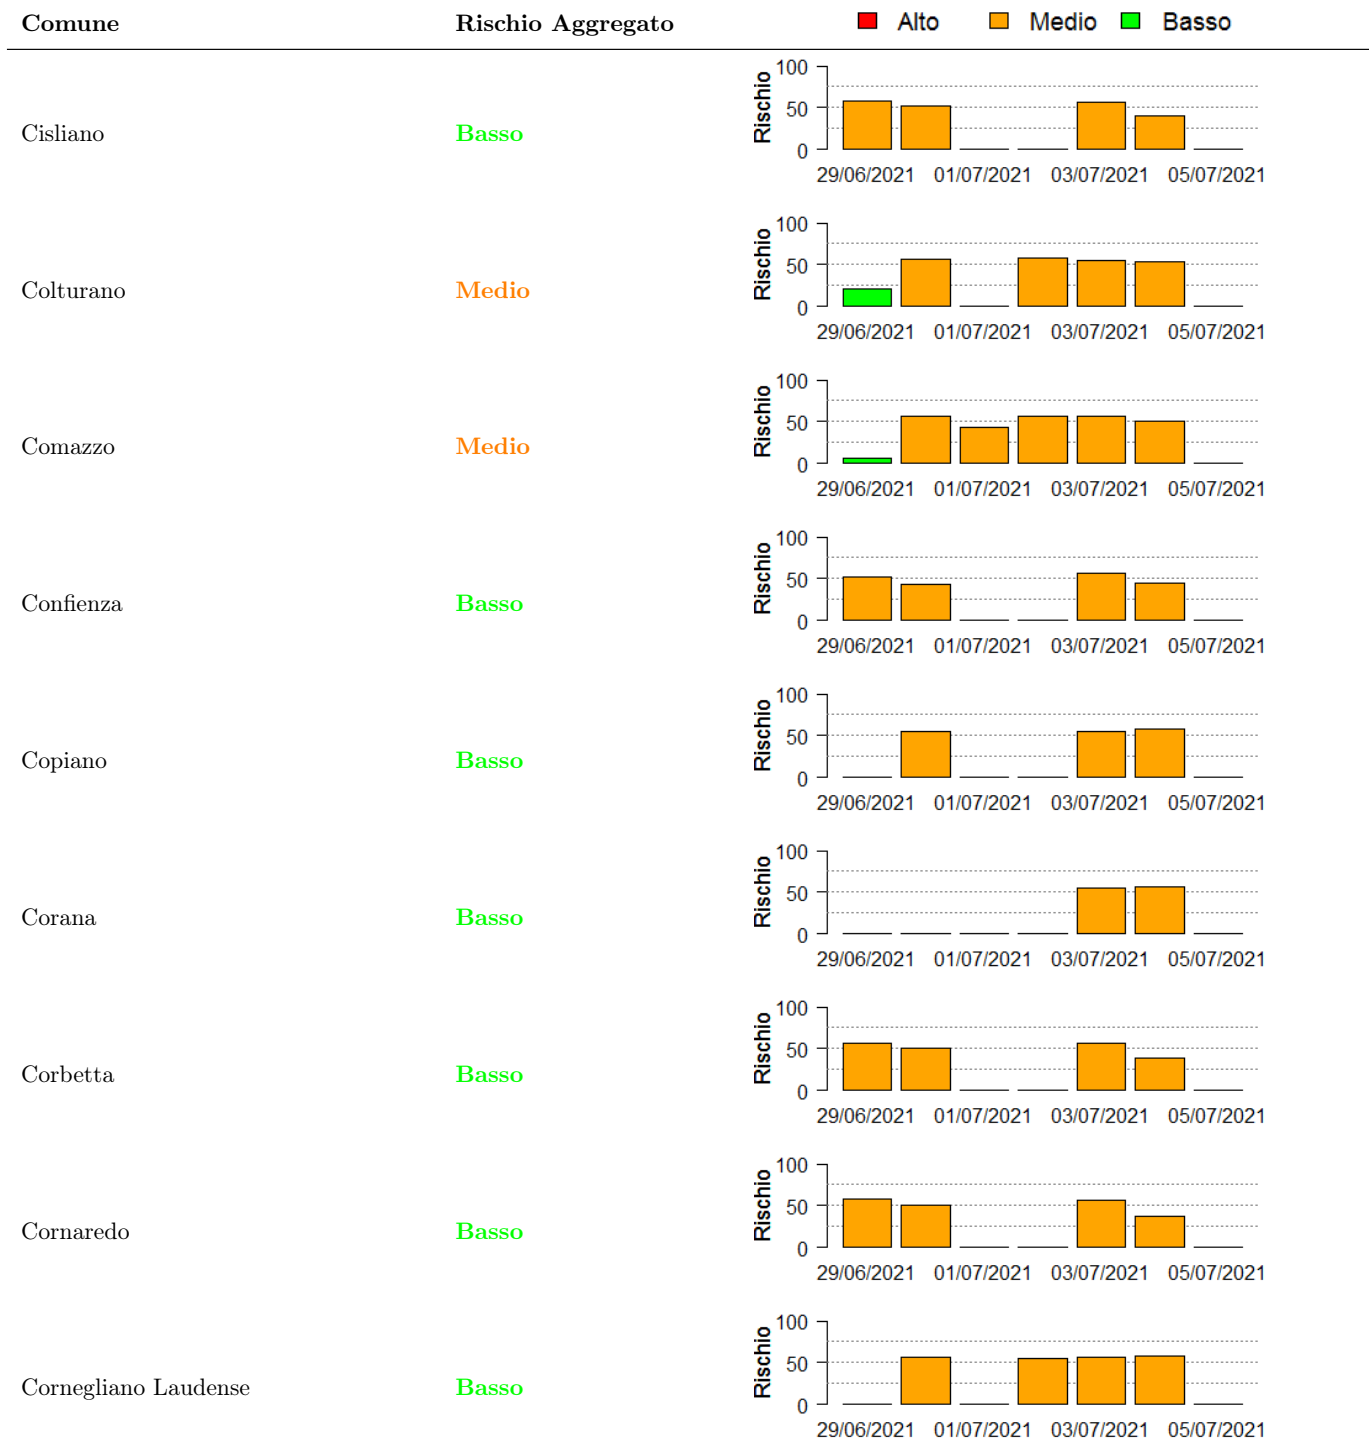 Comune Rischio Aggregato Alto Medio Basso
100
50
0
Rischio
Cisliano Basso
29/06/2021 01/07/2021 03/07/2021 05/07/2021
100
50
0
Rischio
Colturano Medio
29/06/2021 01/07/2021 03/07/2021 05/07/2021
100
50
0
Rischio
Comazzo Medio
29/06/2021 01/07/2021 03/07/2021 05/07/2021
100
50
0
Rischio
Confienza Basso
29/06/2021 01/07/2021 03/07/2021 05/07/2021
100
50
0
Rischio
Copiano Basso
29/06/2021 01/07/2021 03/07/2021 05/07/2021
100
50
0
Rischio
Corana Basso
29/06/2021 01/07/2021 03/07/2021 05/07/2021
100
50
0
Rischio
Corbetta Basso
29/06/2021 01/07/2021 03/07/2021 05/07/2021
100
50
0
Rischio
Cornaredo Basso
29/06/2021 01/07/2021 03/07/2021 05/07/2021
100
50
0
Rischio
Cornegliano Laudense Basso
29/06/2021 01/07/2021 03/07/2021 05/07/2021